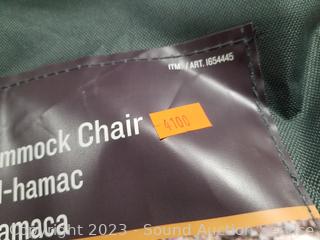 ITM. / ART. 1654445
mmock Chair
4100
l-hamac
amaca
Copyright 2023 - Sound Auction Service